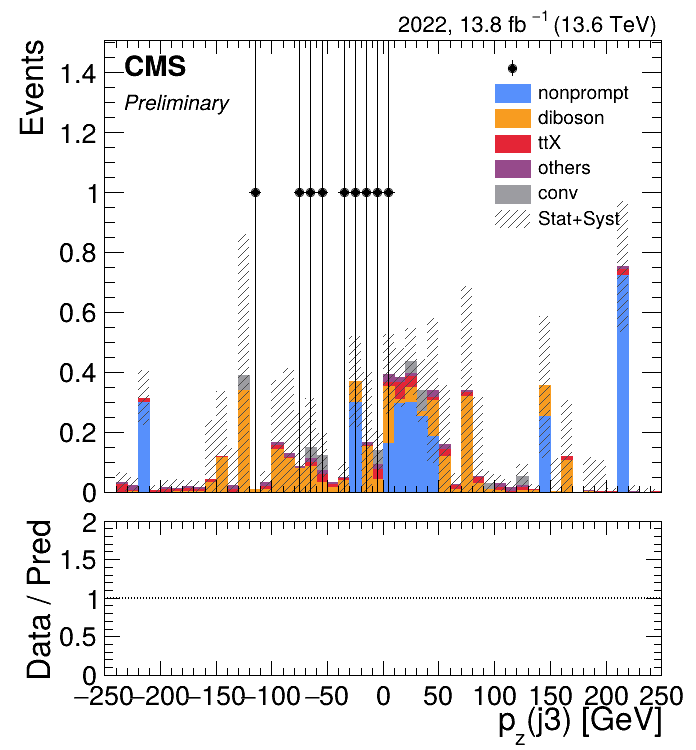 2022, 13.8 fb⁻¹ (13.6 TeV)
CMS
Preliminary
Events
1.4
1.2
1
0.8
0.6
0.4
0.2
0
nonprompt
diboson
ttX
others
conv
Stat+Syst
Data / Pred
2
1.5
1
0.5
0
−250 −200 −150 −100 −50 0 50 100 150 200 250
p_z(j3) [GeV]